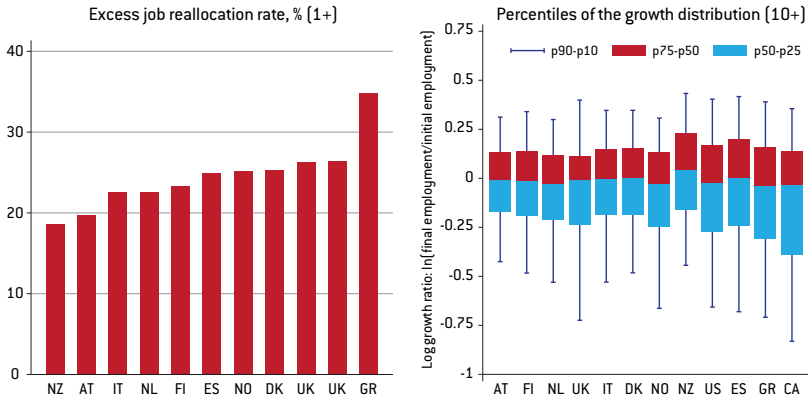 Excess job reallocation rate, % (1+)
40
30
20
10
0
NZ AT IT NL FI ES NO DK UK UK GR
Percentiles of the growth distribution (10+)
Log growth ratio: ln(final employment/initial employment)
p90-p10 p75-p50 p50-p25
0.75
0.5
0.25
0
-0.25
-0.5
-0.75
-1
AT FI NL UK IT DK NO NZ US ES GR CA